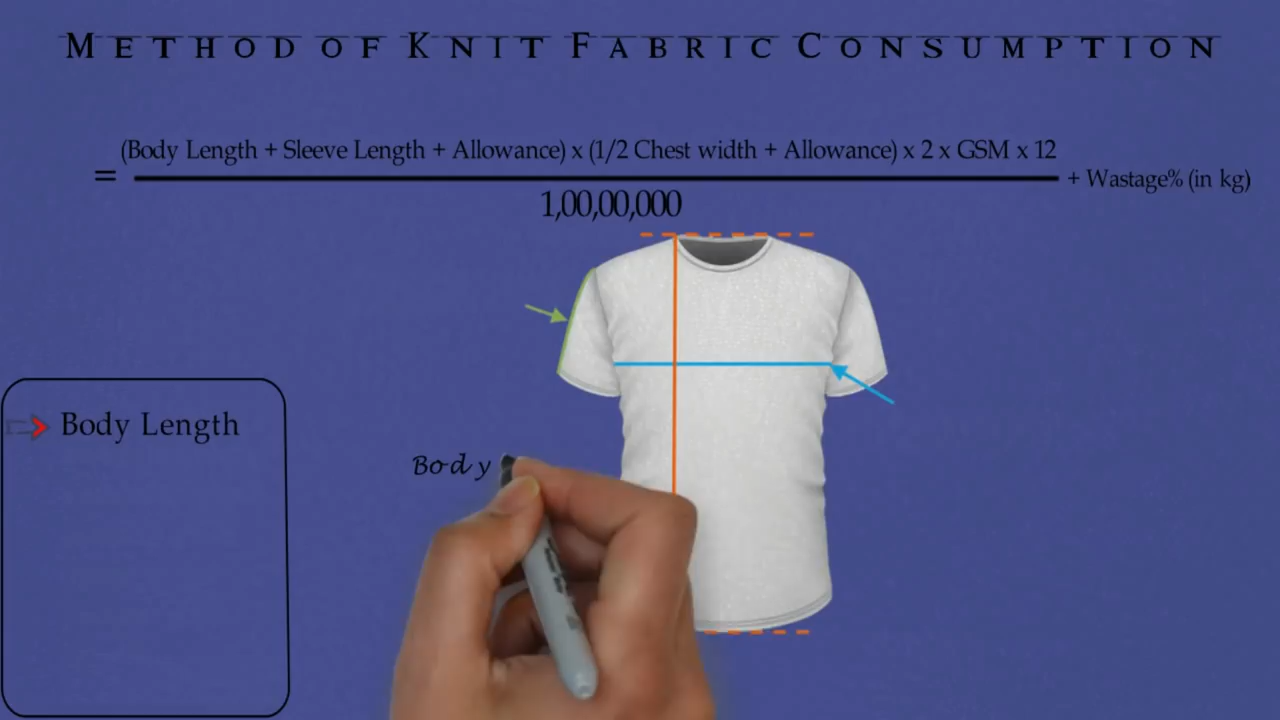 METHOD OF KNIT FABRIC CONSUMPTION
(Body Length + Sleeve Length + Allowance) x (1/2 Chest width + Allowance) x 2 x GSM x 12
= + Wastage% (in kg)
1,00,00,000
Body Length
Body